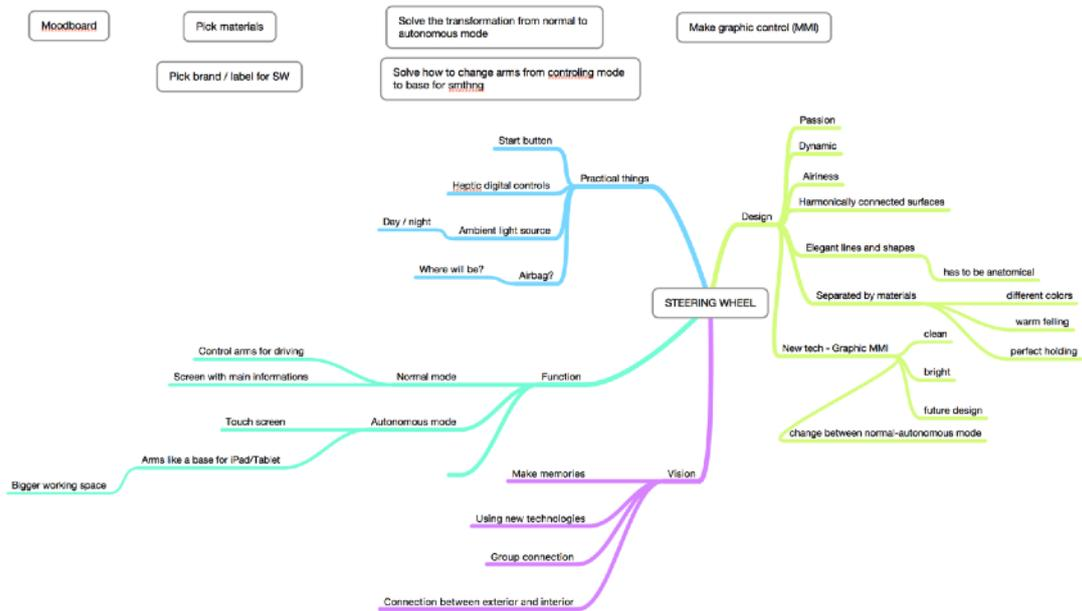 Moodboard
Pick materials
Solve the transformation from normal to
autonomous mode
Make graphic control (MMI)
Pick brand / label for SW
Solve how to change arms from controling mode
to base for smthng
STEERING WHEEL
Practical things
Start button
Heptic digital controls
Ambient light source
Day / night
Airbag?
Where will be?
Design
Passion
Dynamic
Airiness
Harmonically connected surfaces
Elegant lines and shapes
has to be anatomical
Separated by materials
different colors
warm felling
perfect holding
New tech - Graphic MMI
clean
bright
future design
change between normal-autonomous mode
Function
Normal mode
Control arms for driving
Screen with main informations
Autonomous mode
Touch screen
Arms like a base for iPad/Tablet
Bigger working space
Vision
Make memories
Using new technologies
Group connection
Connection between exterior and interior